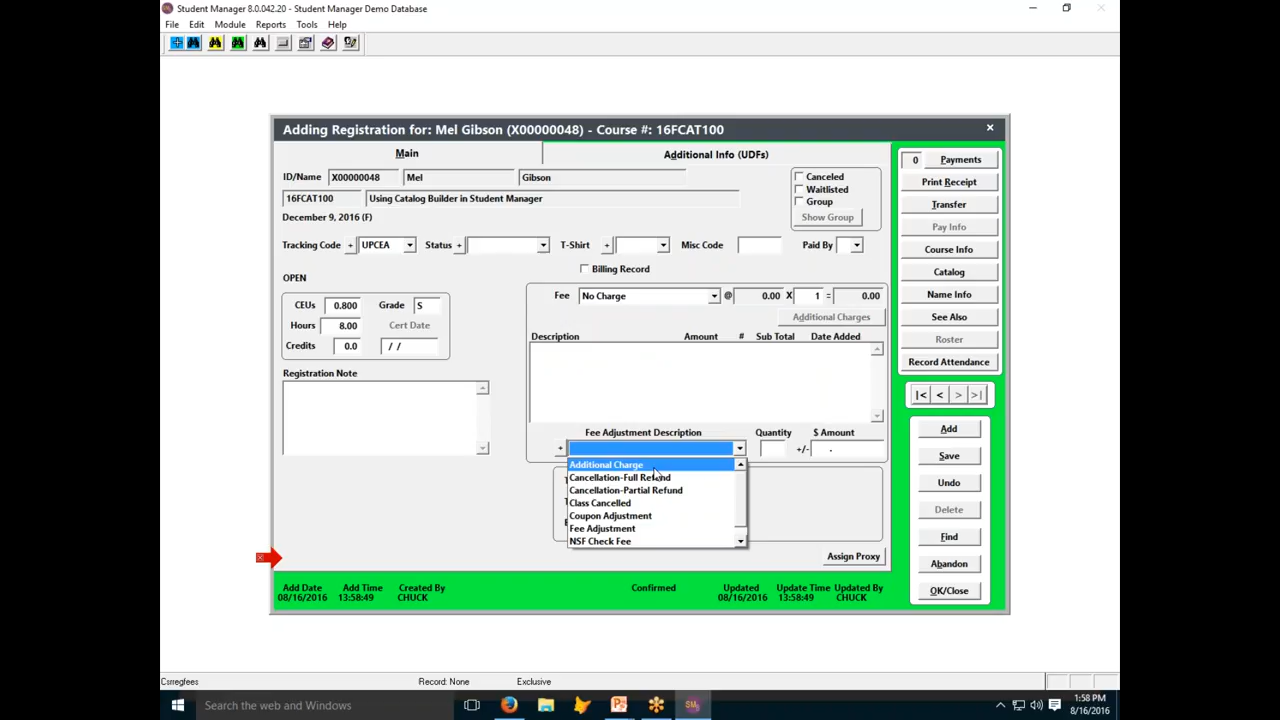 Student Manager 8.0.042.20 - Student Manager Demo Database
File Edit Module Reports Tools Help
Adding Registration for: Mel Gibson (X00000048) - Course #: 16FCAT100
Main Additional Info (UDFs)
0 Payments
ID/Name X00000048 Mel Gibson
Canceled
Waitlisted
Group
Show Group
Print Receipt
16FCAT100 Using Catalog Builder in Student Manager
Transfer
December 9, 2016 (F)
Pay Info
Tracking Code + UPCEA Status + T-Shirt + Misc Code Paid By
Course Info
Billing Record
Catalog
OPEN
Fee No Charge @ 0.00 X 1 = 0.00
Name Info
CEUs 0.800 Grade S
Additional Charges
See Also
Hours 8.00 Cert Date
Description Amount # Sub Total Date Added
Roster
Credits 0.0 / /
Record Attendance
Registration Note
|< < > >|
Fee Adjustment Description Quantity $ Amount
Add
+ +/- .
Save
Additional Charge
Cancellation-Full Refund
Cancellation-Partial Refund
Class Cancelled
Coupon Adjustment
Fee Adjustment
NSF Check Fee
Undo
Delete
Find
Assign Proxy
Abandon
OK/Close
Add Date Add Time Created By Confirmed Updated Update Time Updated By
08/16/2016 13:58:49 CHUCK 08/16/2016 13:58:49 CHUCK
Csrregfees Record: None Exclusive
Search the web and Windows
SM
1:58 PM
8/16/2016